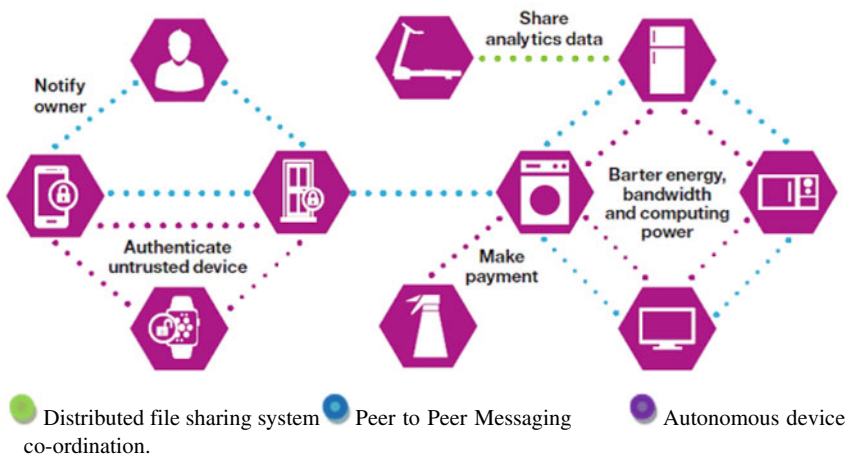 Share
analytics data
Notify
owner
Barter energy,
bandwidth
and computing
power
Authenticate
untrusted device
Make
payment
Distributed file sharing system Peer to Peer Messaging Autonomous device
co-ordination.